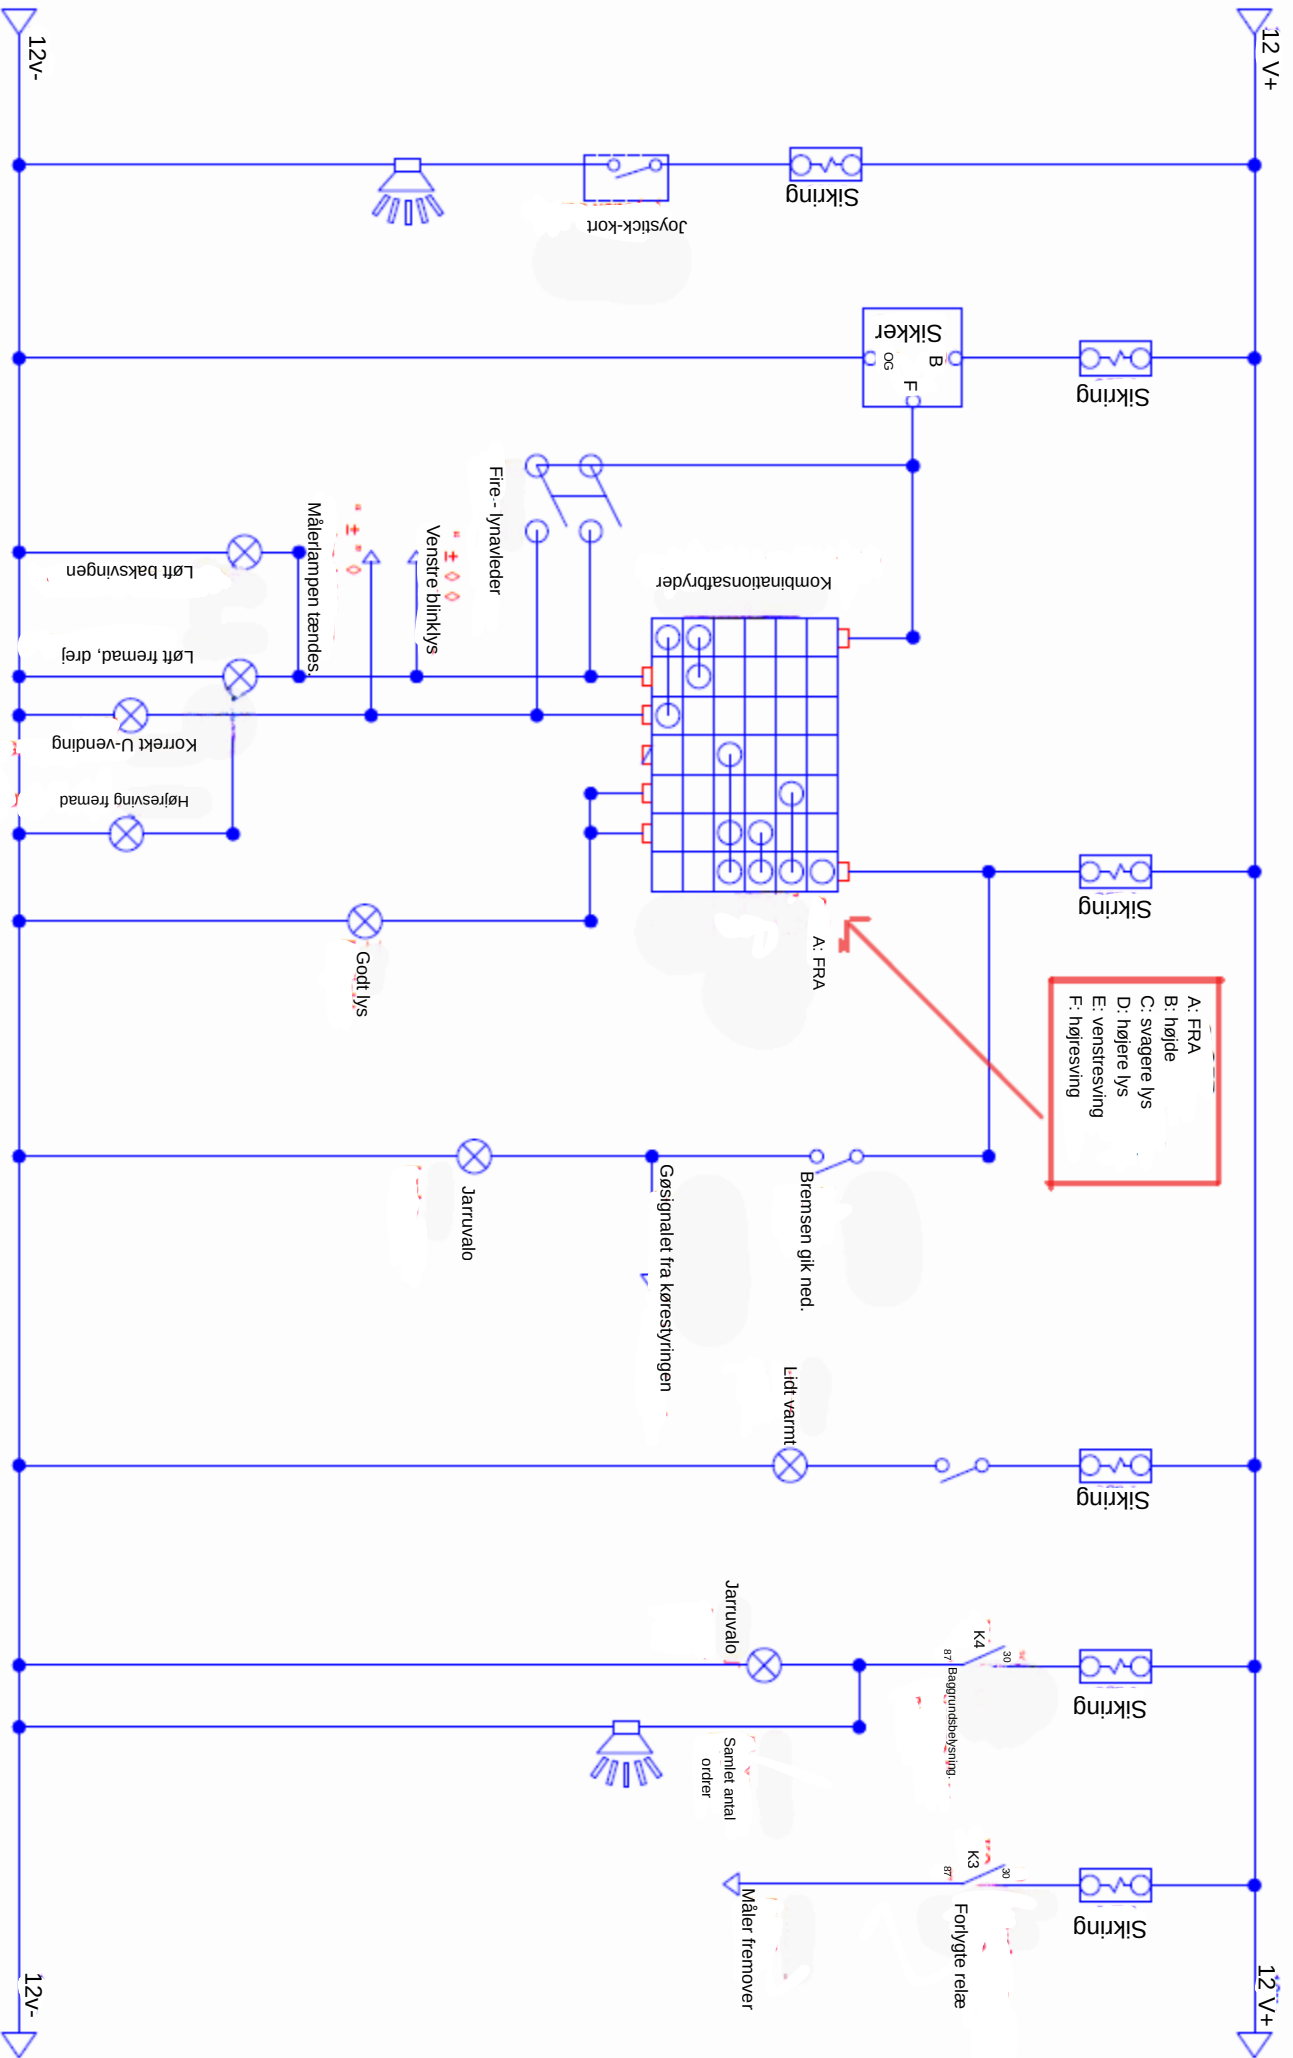 12v-
12 V+
Sikring
Joystick-kort
Sikker
OG
B
F
Sikring
Fire.- lynavleder
Målerlampen tændes.
Venstre blinklys
Kombinationsafbryder
Løft baksvingen
Løft fremad, drej
Korrekt U-vending
Højresving fremad
Sikring
A: FRA
Godt lys
A: FRA
B: højde
C: svagere lys
D: højere lys
E: venstresving
F: højresving
Jarruvalo
Gøsignalet fra kørestyringen
Bremsen gik ned.
Lidt varmt
Sikring
Jarruvalo
K4
30
87
Baggrundsbelysning.
Sikring
Samlet antal
ordrer
K3
30
87
Måler fremover
Forlygte relæ
Sikring
12v-
12 V+